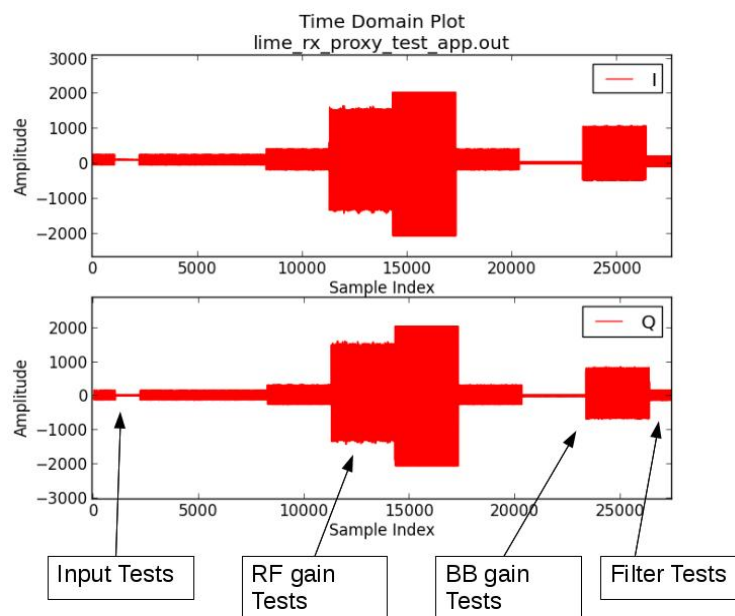 Time Domain Plot
lime_rx_proxy_test_app.out
3000
2000
1000
0
−1000
−2000
Amplitude
I
0 5000 10000 15000 20000 25000
Sample Index
2000
1000
0
−1000
−2000
−3000
Amplitude
Q
0 5000 10000 15000 20000 25000
Sample Index
Input Tests
RF gain
Tests
BB gain
Tests
Filter Tests